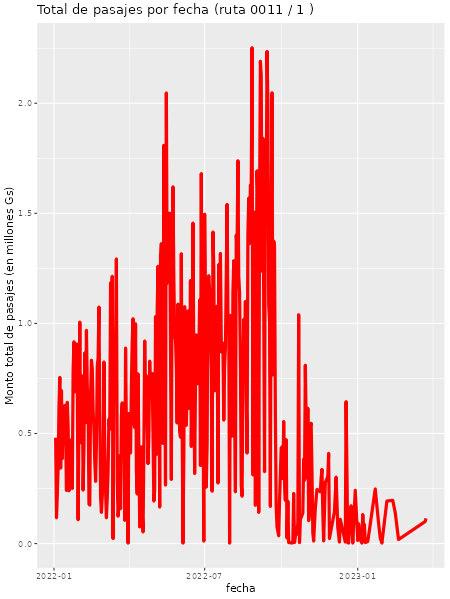 Total de pasajes por fecha (ruta 0011 / 1 )
Monto total de pasajes (en millones Gs)
2.0
1.5
1.0
0.5
0.0
2022-01
2022-07
2023-01
fecha